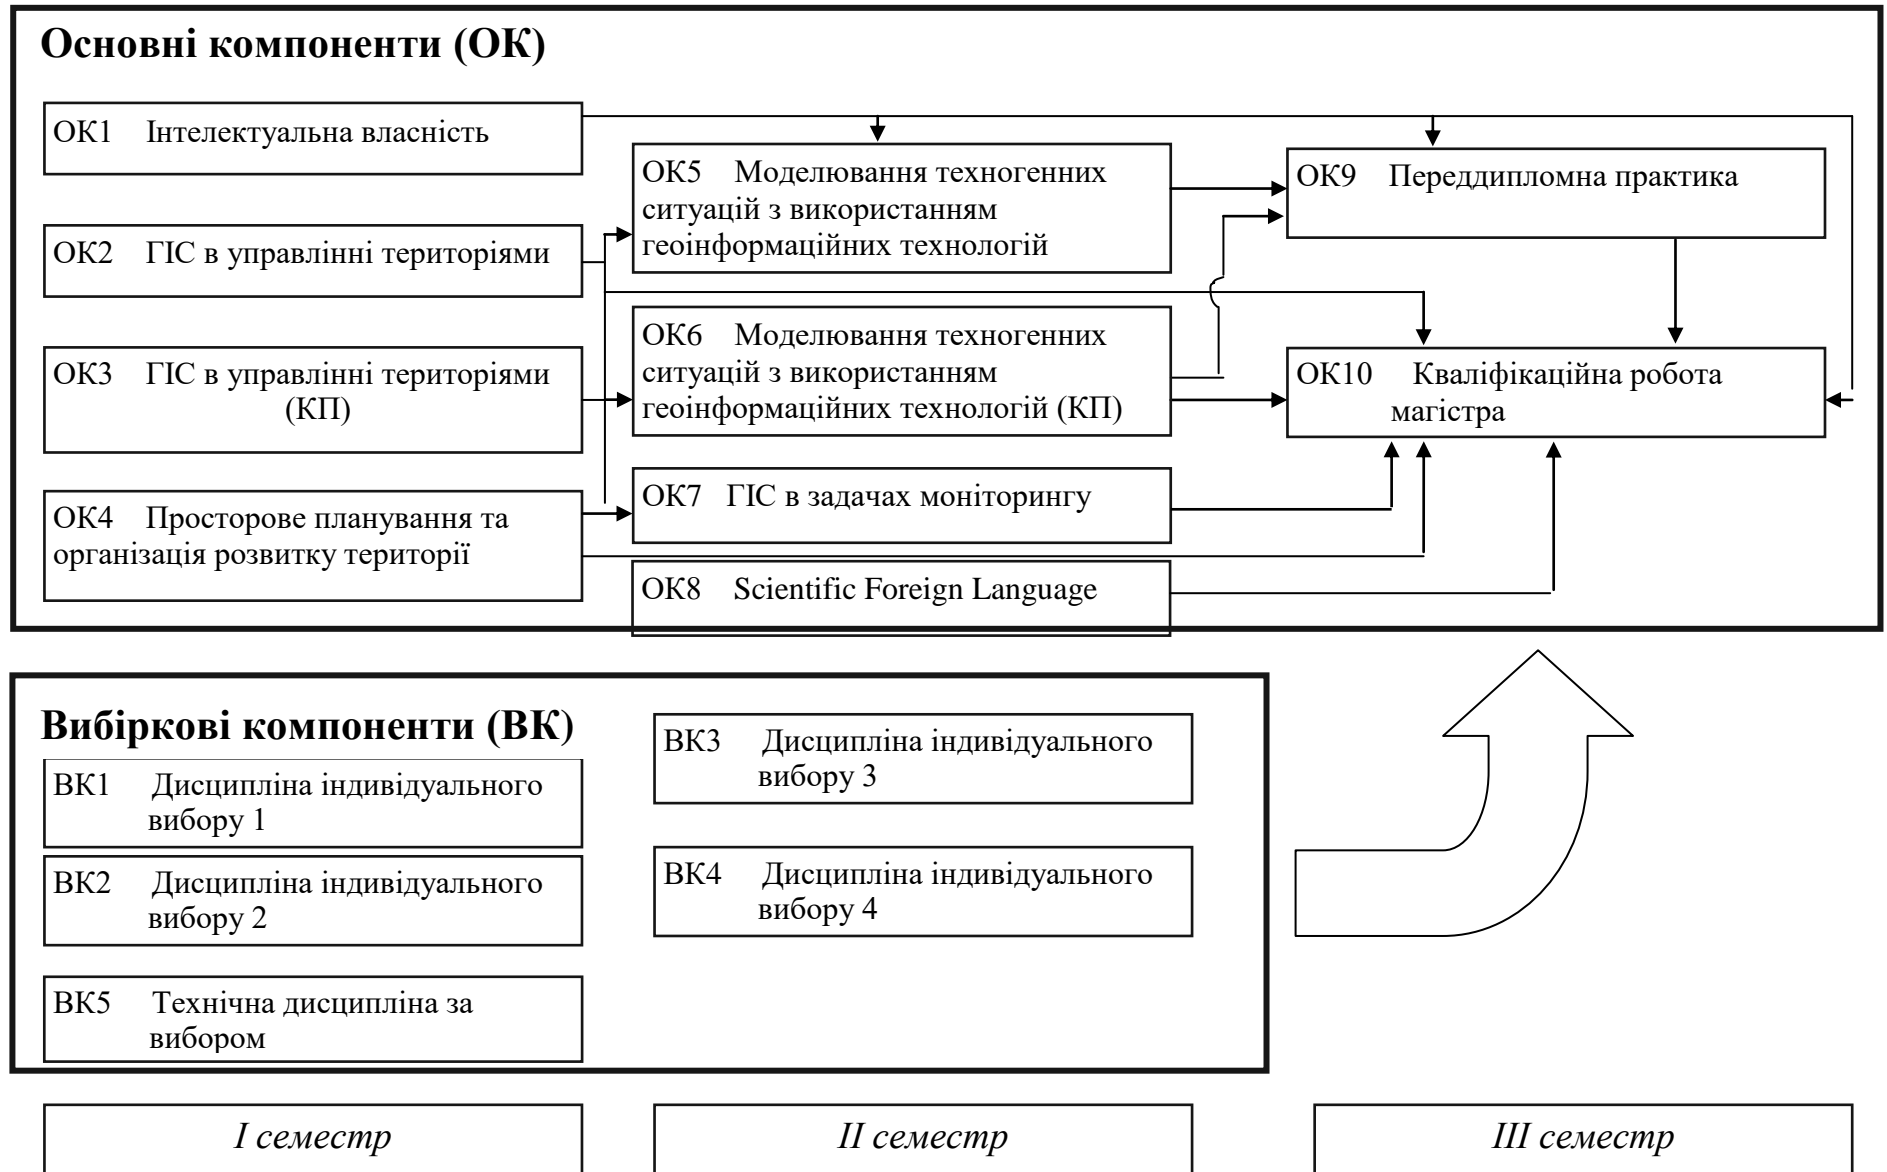 Основні компоненти (ОК)
ОК1 Інтелектуальна власність
ОК2 ГІС в управлінні територіями
ОК3 ГІС в управлінні територіями
(КП)
ОК4 Просторове планування та
організація розвитку території
ОК5 Моделювання техногенних
ситуацій з використанням
геоінформаційних технологій
ОК6 Моделювання техногенних
ситуацій з використанням
геоінформаційних технологій (КП)
ОК7 ГІС в задачах моніторингу
ОК8 Scientific Foreign Language
ОК9 Переддипломна практика
ОК10 Кваліфікаційна робота
магістра
Вибіркові компоненти (ВК)
ВК1 Дисципліна індивідуального
вибору 1
ВК2 Дисципліна індивідуального
вибору 2
ВК5 Технічна дисципліна за
вибором
ВК3 Дисципліна індивідуального
вибору 3
ВК4 Дисципліна індивідуального
вибору 4
I семестр
II семестр
III семестр